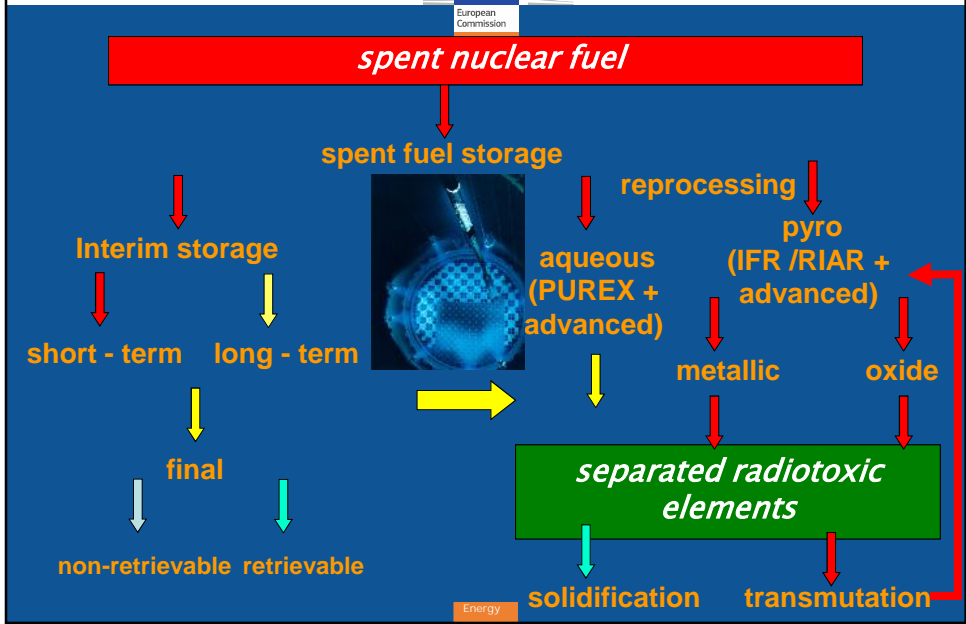 European
Commission
spent nuclear fuel
spent fuel storage
reprocessing
Interim storage
aqueous
(PUREX +
advanced)
pyro
(IFR /RIAR +
advanced)
short - term
long - term
metallic
oxide
final
separated radiotoxic
elements
non-retrievable
retrievable
solidification
transmutation
Energy